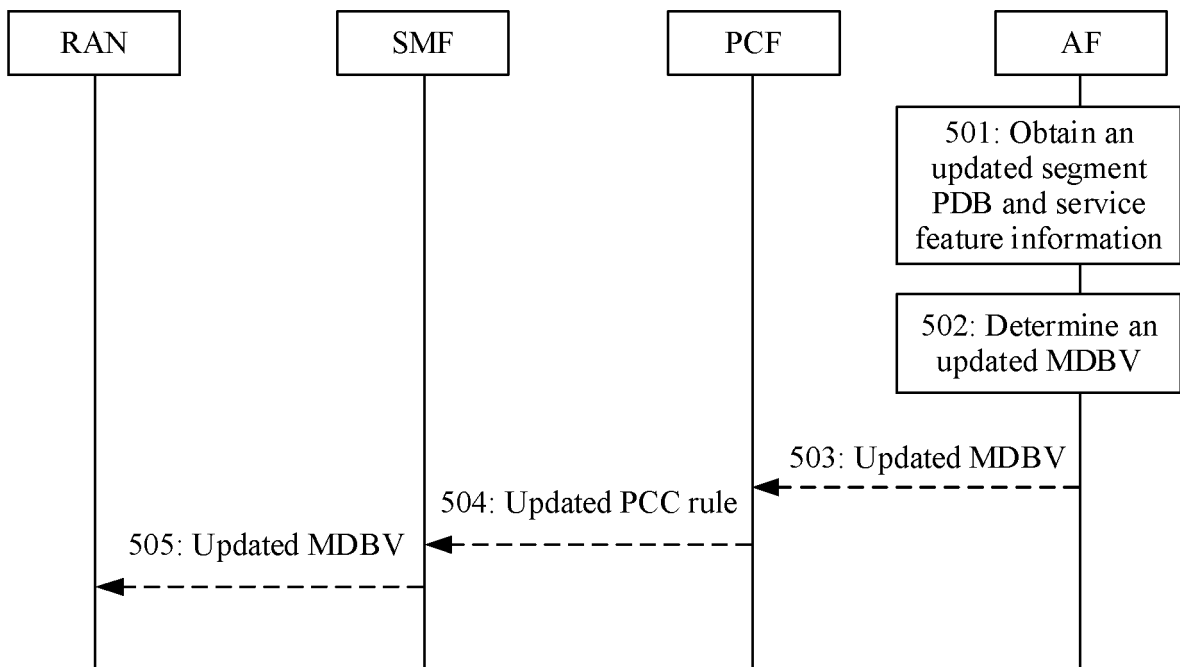 RAN
SMF
PCF
AF
501: Obtain an
updated segment
PDB and service
feature information
502: Determine an
updated MDBV
503: Updated MDBV
504: Updated PCC rule
505: Updated MDBV